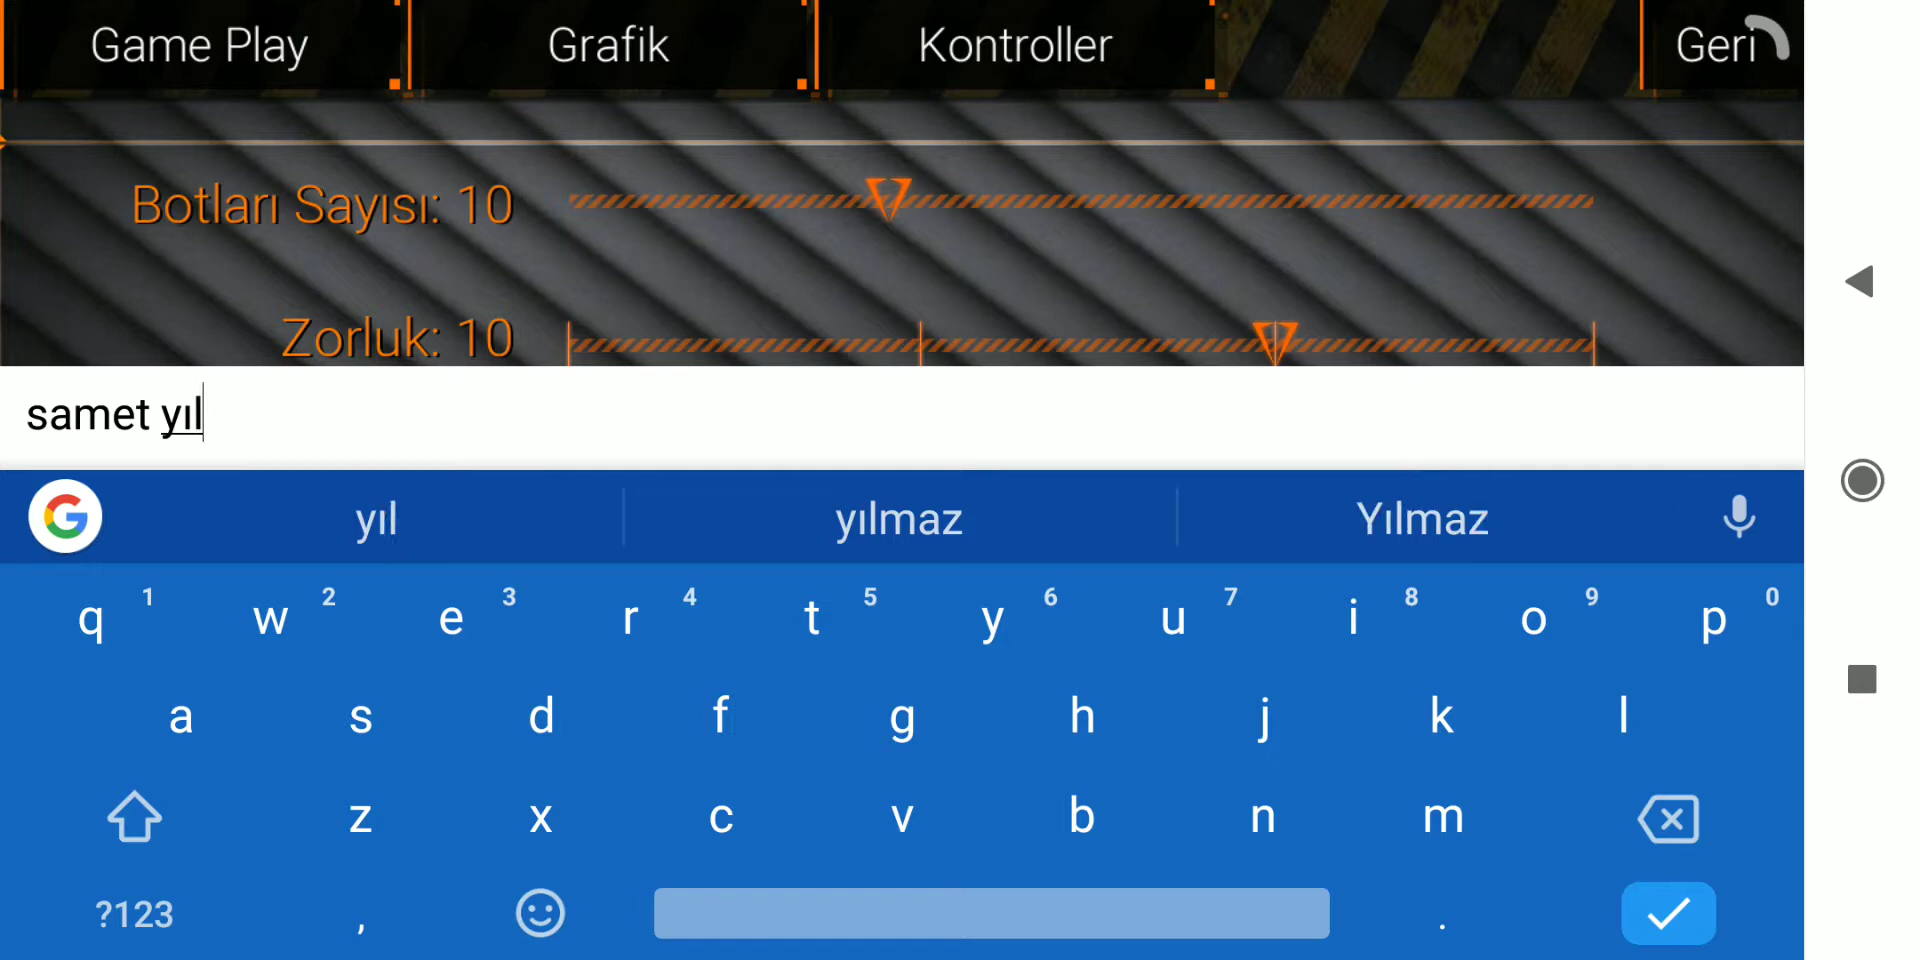 Game Play Grafik Kontroller Geri
Botları Sayısı: 10
Zorluk: 10
samet yıl
yıl yılmaz Yılmaz
q 1 w 2 e 3 r 4 t 5 y 6 u 7 i 8 o 9 p 0
a s d f g h j k l
z x c v b n m
?123 , .